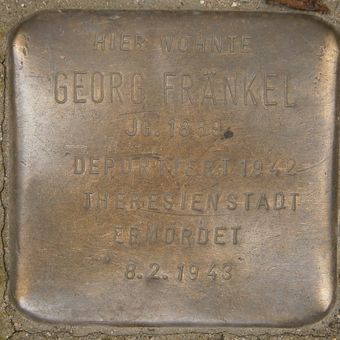 HIER WOHNTE
GEORG FRÄNKEL
JG. 1859
DEPORTIERT 1942
THERESIENSTADT
ERMORDET
8.2.1943